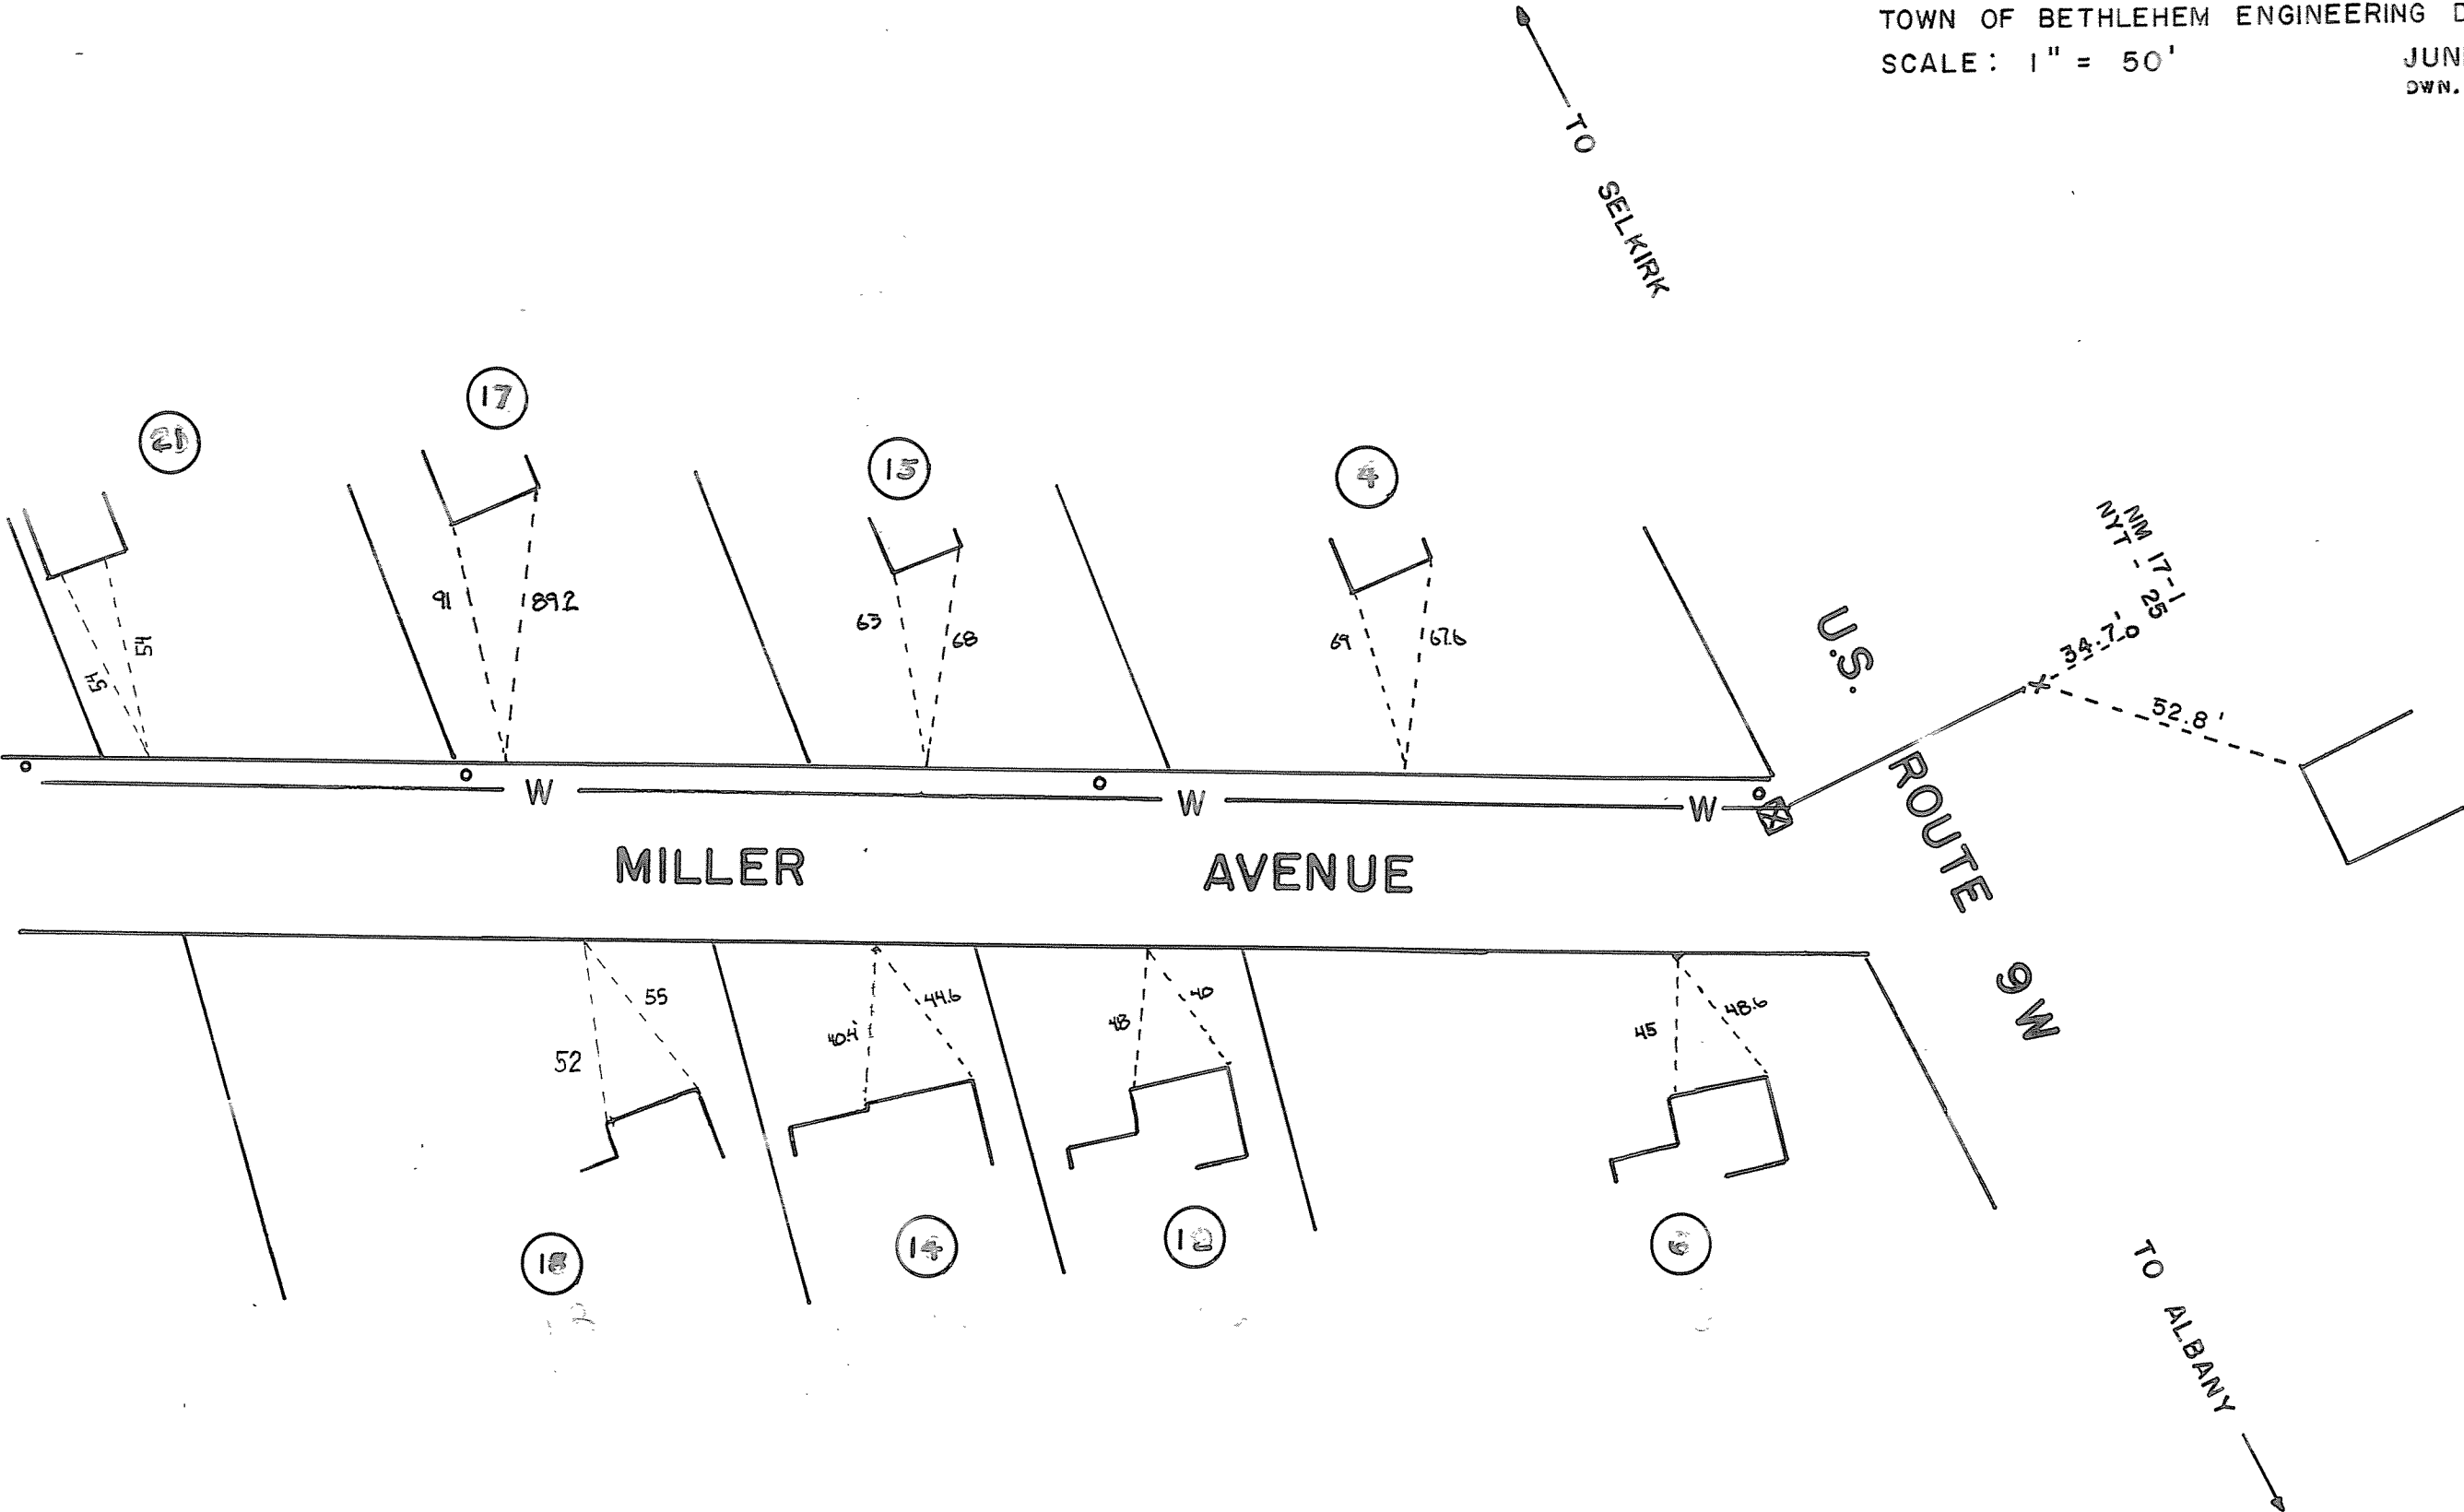 TOWN OF BETHLEHEM ENGINEERING D
SCALE: 1" = 50'
JUN
DWN.
TO SELKIRK
21
17
15
4
NM 17-1
NYT - 25
34.7'
52.8'
U.S. ROUTE 9W
91
89.2
63
68
69
67.6
54
54
W
W
W
MILLER AVENUE
55
52
44.6
40.4'
40
48
48.6
45
18
14
6
TO ALBANY